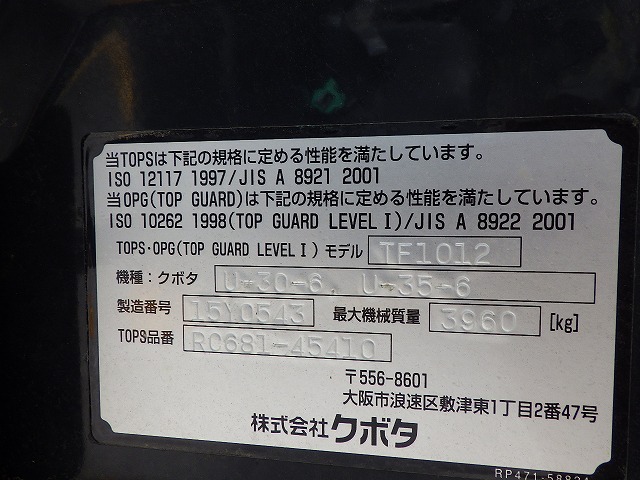 当TOPSは下記の規格に定める性能を満たしています。
ISO 12117 1997/JIS A 8921 2001
当OPG(TOP GUARD)は下記の規格に定める性能を満たしています。
ISO 10262 1998(TOP GUARD LEVELⅠ)/JIS A 8922 2001
TOPS・OPG(TOP GUARD LEVELⅠ) モデル TF1012
機種：クボタ U-30-6, U-35-6
製造番号 15Y0543 最大機械質量 3960 [kg]
TOPS品番 RC681-45410
〒556-8601
大阪市浪速区敷津東1丁目2番47号
株式会社クボタ